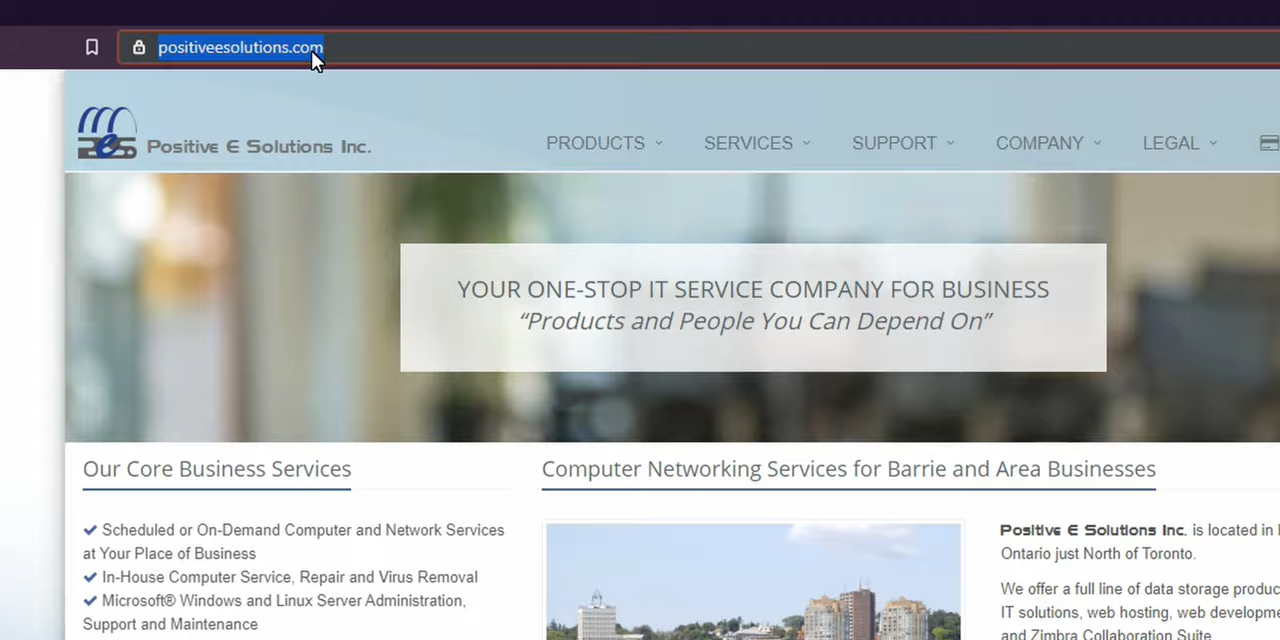 positiveesolutions.com
Positive E Solutions Inc.
PRODUCTS SERVICES SUPPORT COMPANY LEGAL
YOUR ONE-STOP IT SERVICE COMPANY FOR BUSINESS
“Products and People You Can Depend On”
Our Core Business Services
Scheduled or On-Demand Computer and Network Services
at Your Place of Business
In-House Computer Service, Repair and Virus Removal
Microsoft® Windows and Linux Server Administration,
Support and Maintenance
Computer Networking Services for Barrie and Area Businesses
Positive E Solutions Inc. is located in
Ontario just North of Toronto.
We offer a full line of data storage
IT solutions, web hosting, web
and Zimbra Collaboration Suite